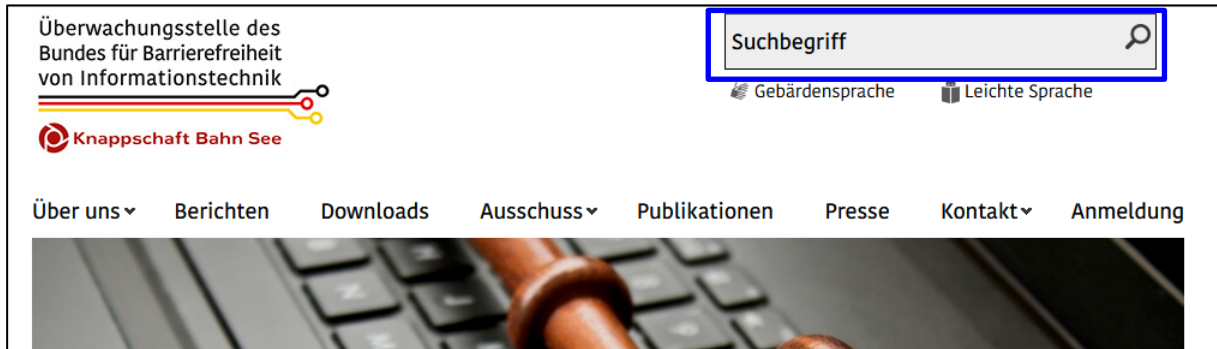 Überwachungsstelle des
Bundes für Barrierefreiheit
von Informationstechnik
Knappschaft Bahn See
Suchbegriff
Gebärdensprache Leichte Sprache
Über uns Berichten Downloads Ausschuss Publikationen Presse Kontakt Anmeldung